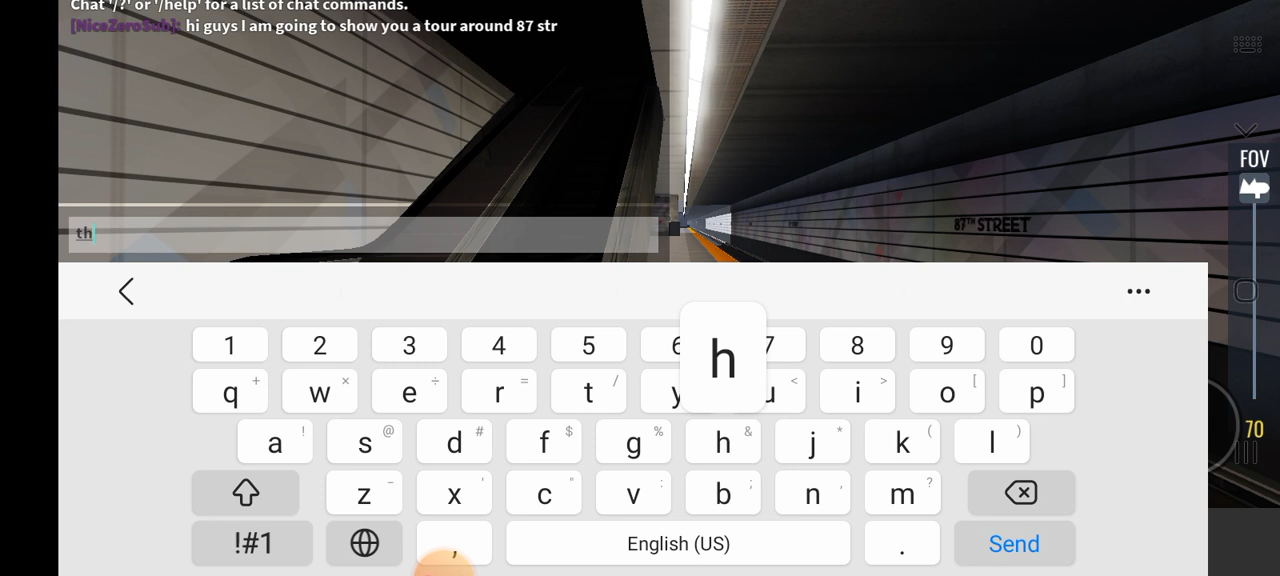 Chat '/?' or '/help' for a list of chat commands.
[NiceZeroSub]: hi guys I am going to show you a tour around 87 str
FOV
th
87TH STREET
h
1 2 3 4 5 6 7 8 9 0
q + w × e ÷ r = t / y u < i > o [ p ]
a ! s @ d # f $ g % h & j * k ( l )
70
z - x ' c " v : b ; n , m ?
!#1 , English (US) . Send